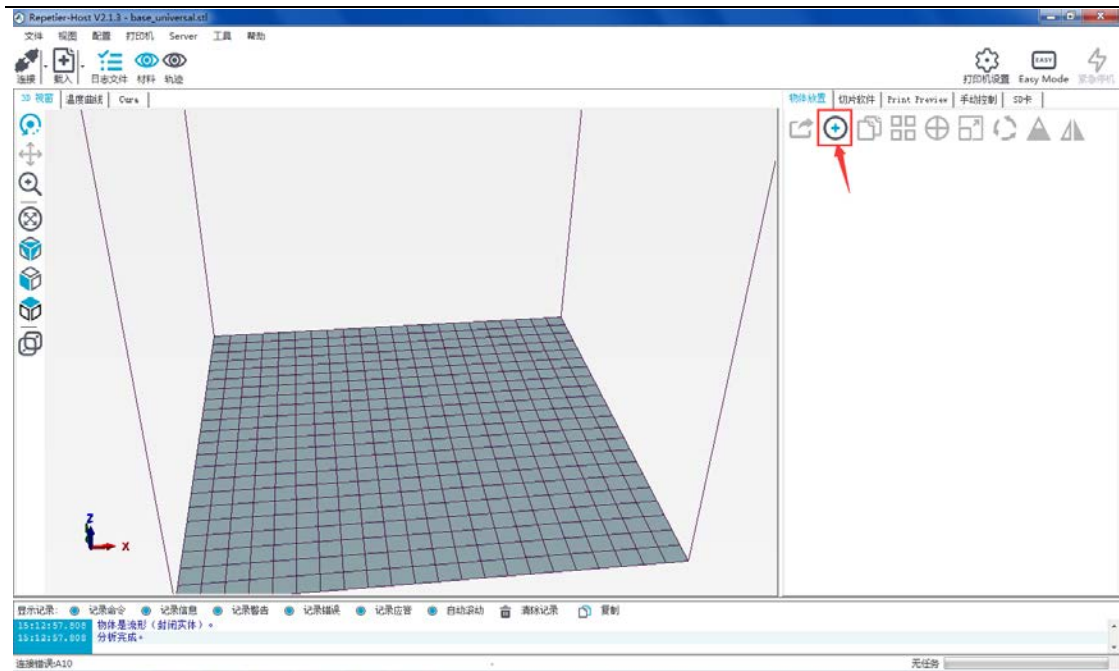 Repetier-Host V2.1.3 - base_universal.stl
文件 视图 配置 打印机 Server 工具 帮助
连接 载入 日志文件 材料 轨迹 打印机设置 Easy Mode 紧急停机
EASY
3D 视窗 温度曲线 Cura 物体放置 切片软件 Print Preview 手动控制 SD卡
Z
X
显示记录: 记录命令 记录信息 记录警告 记录错误 记录应答 自动滚动 清除记录 复制
15:12:57.808 物体是流形（封闭实体）。
15:12:57.808 分析完成。
连接错误:A10 - 无任务